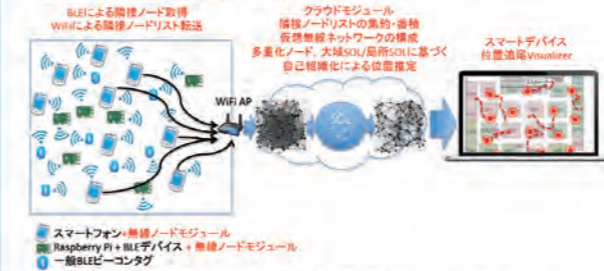 BLEによる隣接ノード取得
WiFiによる隣接ノードリスト転送
クラウドモジュール
隣接ノードリストの集約・蓄積
仮想無線ネットワークの構成
多重化ノード、大域SOL/局所SOLに基づく
自己組織化による位置推定
スマートデバイス
位置追尾Visualizer
WiFi AP
SOL
スマートフォン+無線ノードモジュール
Raspberry Pi + BLEデバイス + 無線ノードモジュール
一般BLEビーコンタグ